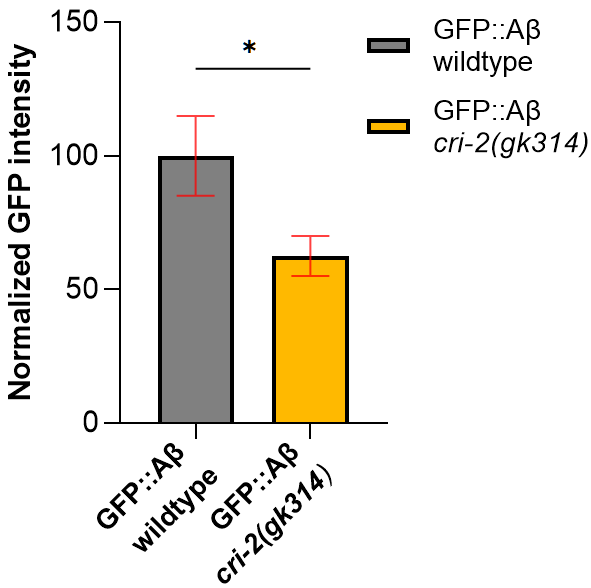 150
100
50
0
Normalized GFP intensity
*
GFP::Aβ
wildtype
GFP::Aβ
cri-2(gk314)
GFP::Aβ
wildtype
GFP::Aβ
cri-2(gk314)